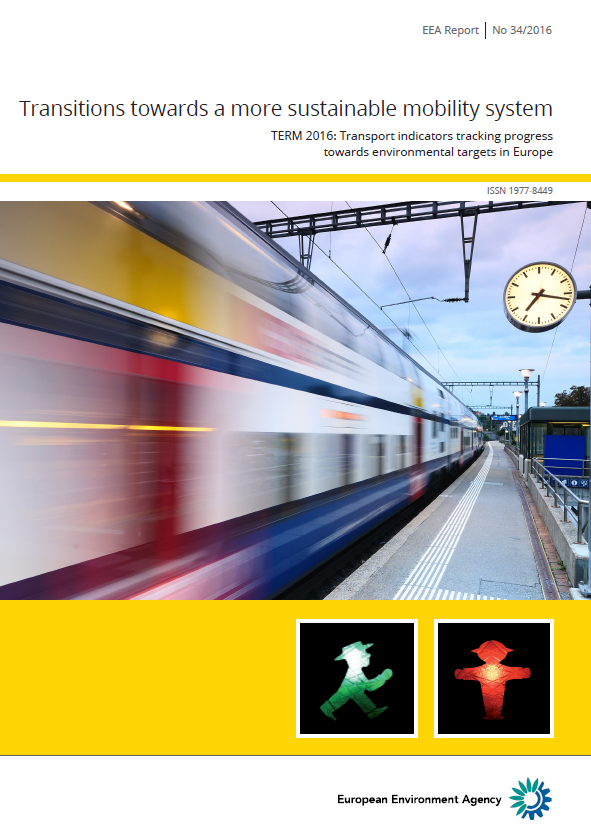 EEA Report | No 34/2016
Transitions towards a more sustainable mobility system
TERM 2016: Transport indicators tracking progress
towards environmental targets in Europe
ISSN 1977-8449
European Environment Agency